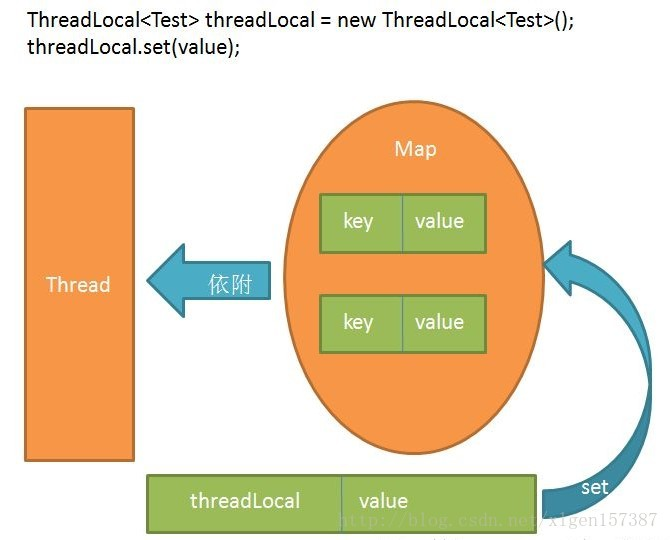 ThreadLocal<Test> threadLocal = new ThreadLocal<Test>();
threadLocal.set(value);
Map
key value
Thread
依附
key value
threadLocal value
set
http://blog.csdn.net/xlgen157387